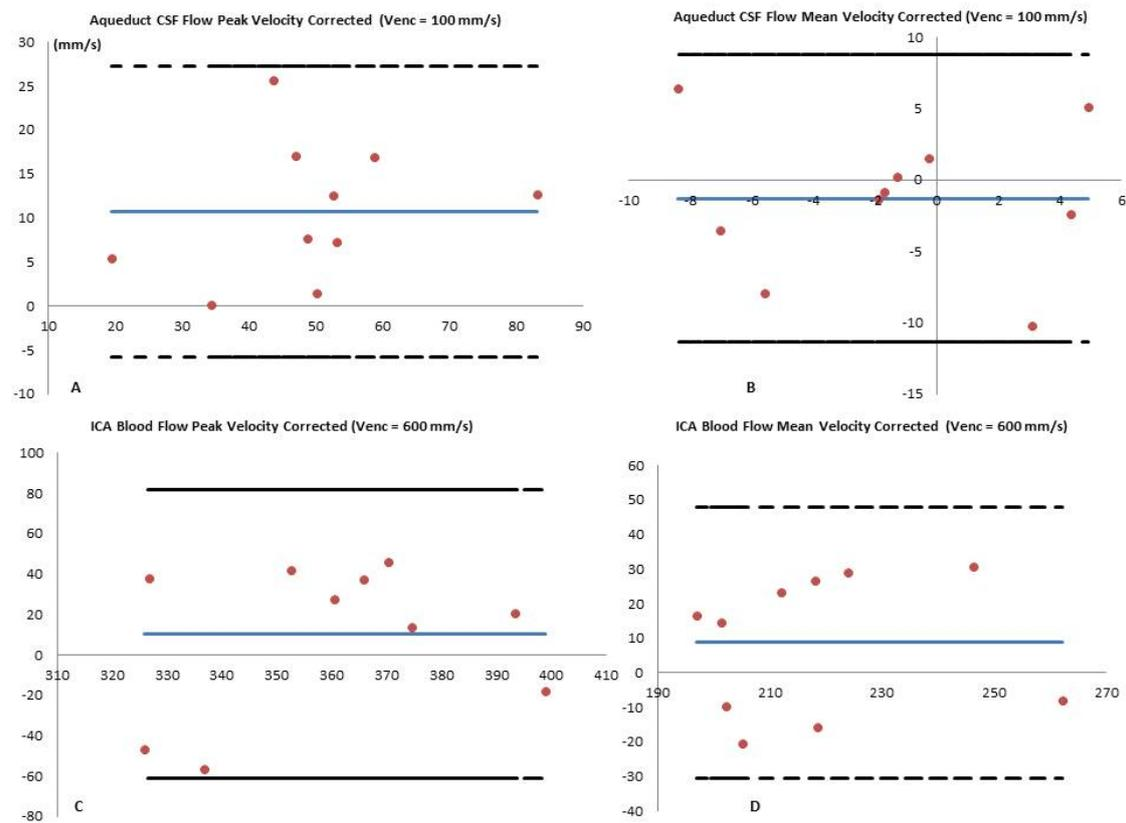 Aqueduct CSF Flow Peak Velocity Corrected (Venc = 100 mm/s)
30 (mm/s)
25
20
15
10
5
0
10 20 30 40 50 60 70 80 90
-5
-10
A
Aqueduct CSF Flow Mean Velocity Corrected (Venc = 100 mm/s)
10
5
0
-10 -8 -6 -4 -2 0 2 4 6
-5
-10
-15
B
ICA Blood Flow Peak Velocity Corrected (Venc = 600 mm/s)
100
80
60
40
20
0
310 320 330 340 350 360 370 380 390 400 410
-20
-40
-60
-80
C
ICA Blood Flow Mean Velocity Corrected (Venc = 600 mm/s)
60
50
40
30
20
10
0
190 210 230 250 270
-10
-20
-30
-40
D